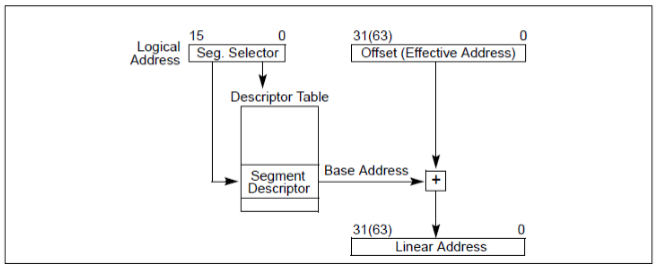 15 0
31(63) 0
Logical
Address
Seg. Selector
Offset (Effective Address)
Descriptor Table
Segment
Descriptor
Base Address
+
31(63) 0
Linear Address